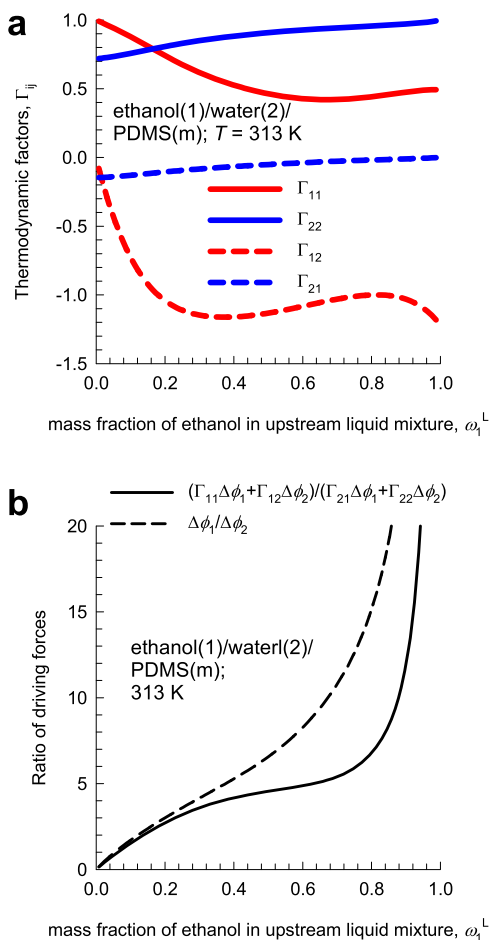 a
1.0
0.5
0.0
-0.5
-1.0
-1.5
Thermodynamic factors, Γij
ethanol(1)/water(2)/
PDMS(m); T = 313 K
Γ11
Γ22
Γ12
Γ21
0.0 0.2 0.4 0.6 0.8 1.0
mass fraction of ethanol in upstream liquid mixture, ω1L
b
(Γ11Δϕ1+Γ12Δϕ2)/(Γ21Δϕ1+Γ22Δϕ2)
Δϕ1/Δϕ2
20
15
10
5
0
Ratio of driving forces
ethanol(1)/waterl(2)/
PDMS(m);
313 K
0.0 0.2 0.4 0.6 0.8 1.0
mass fraction of ethanol in upstream liquid mixture, ω1L